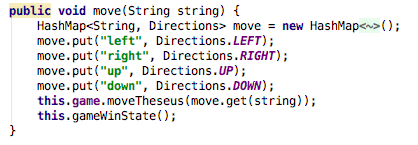 public void move(String string) {
HashMap<String, Directions> move = new HashMap<~>();
move.put("left", Directions.LEFT);
move.put("right", Directions.RIGHT);
move.put("up", Directions.UP);
move.put("down", Directions.DOWN);
this.game.moveTheseus(move.get(string));
this.gameWinState();
}